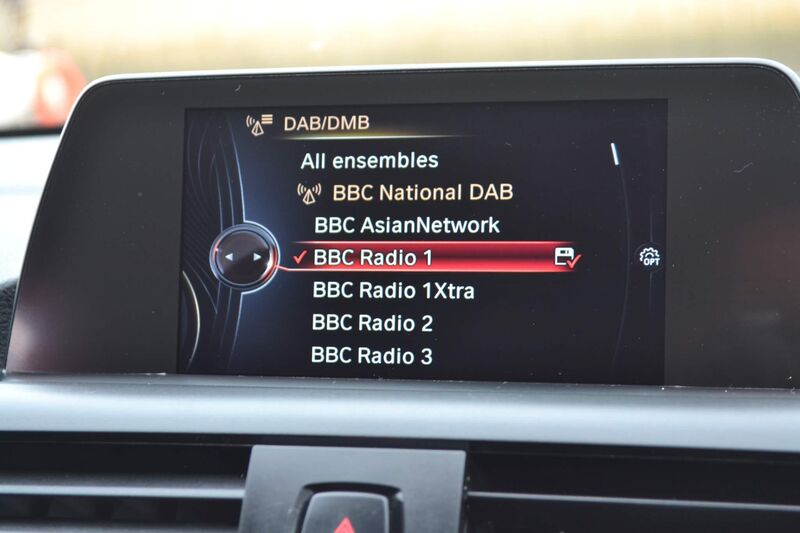 DAB/DMB
All ensembles
BBC National DAB
BBC AsianNetwork
BBC Radio 1
OPT
BBC Radio 1Xtra
BBC Radio 2
BBC Radio 3